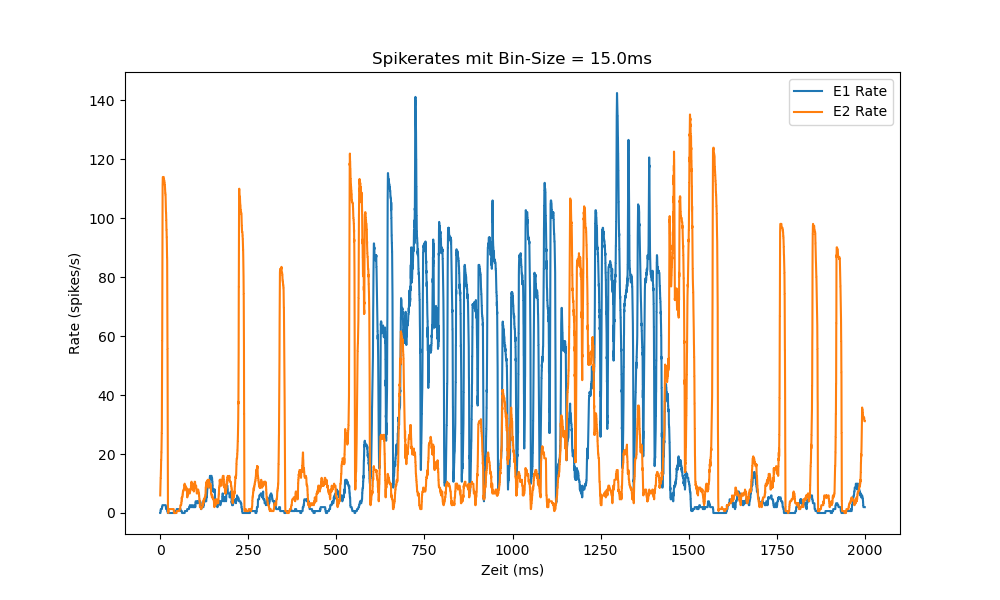 Spikerates mit Bin-Size = 15.0ms
E1 Rate
E2 Rate
Rate (spikes/s)
140
120
100
80
60
40
20
0
0 250 500 750 1000 1250 1500 1750 2000
Zeit (ms)